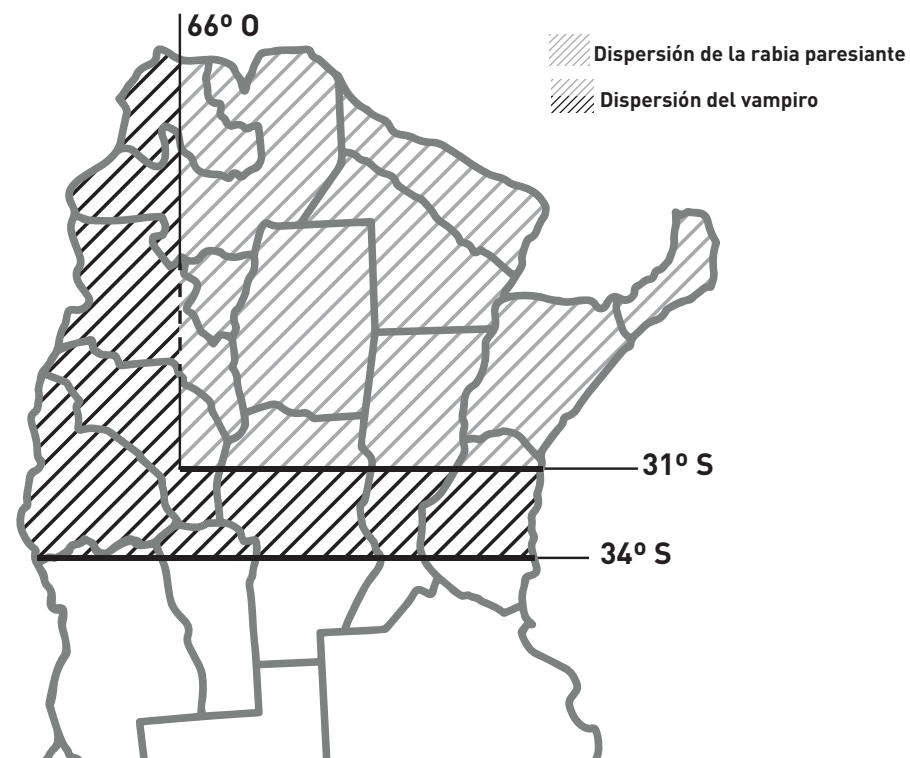 66º O
Dispersión de la rabia paresiante
Dispersión del vampiro
31º S
34º S